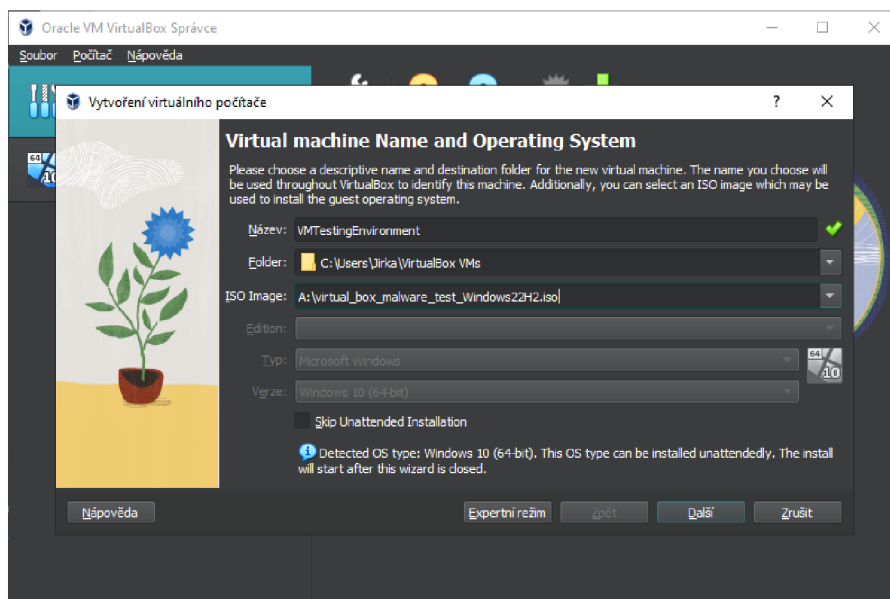 Oracle VM VirtualBox Správce
Soubor Počítač Nápověda
Vytvoření virtuálního počítače
Virtual machine Name and Operating System
Please choose a descriptive name and destination folder for the new virtual machine. The name you choose will
be used throughout VirtualBox to identify this machine. Additionally, you can select an ISO image which may be
used to install the guest operating system.
Název: VMTestingEnvironment
Folder: C:\Users\Jirka\VirtualBox VMs
ISO Image: A:\virtual_box_malware_test_Windows22H2.iso
Edition:
Typ: Microsoft Windows
64
Verze: Windows 10 (64-bit)
10
Skip Unattended Installation
Detected OS type: Windows 10 (64-bit). This OS type can be installed unattendedly. The install
will start after this wizard is closed.
Nápověda Expertní režim Zpět Další Zrušit
64
10